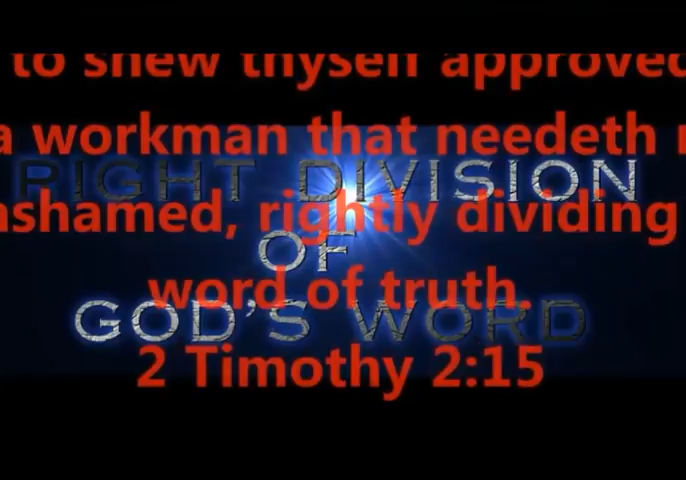 to shew thyself approved
a workman that needeth
RIGHT DIVISION
ashamed, rightly dividing
OF
word of truth.
GOD'S WORD
2 Timothy 2:15